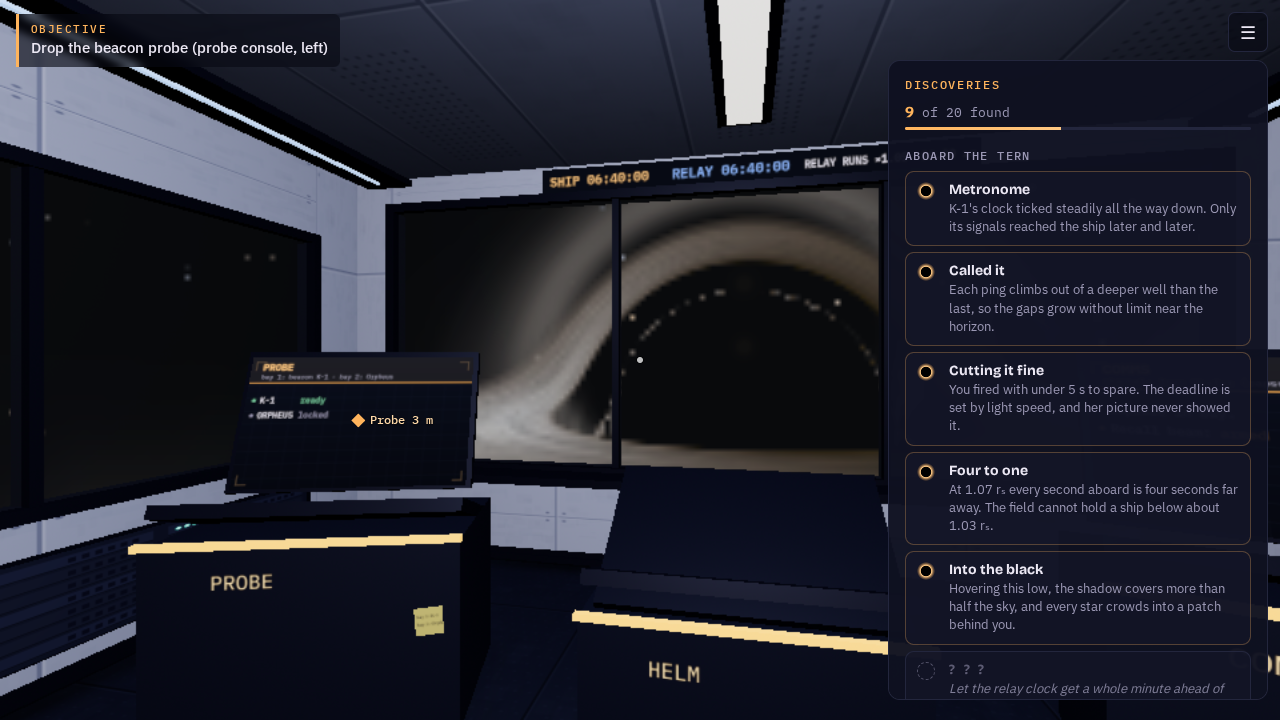 OBJECTIVE
Drop the beacon probe (probe console, left)
☰
SHIP 06:40:00
RELAY 06:40:00
RELAY RUNS ×1
PROBE
bay 1: beacon K-1 · bay 2: Orpheus
K-1 ready
ORPHEUS locked
Probe 3 m
PROBE
HELM
DISCOVERIES
9 of 20 found
ABOARD THE TERN
Metronome
K-1's clock ticked steadily all the way down. Only
its signals reached the ship later and later.
Called it
Each ping climbs out of a deeper well than the
last, so the gaps grow without limit near the
horizon.
Cutting it fine
You fired with under 5 s to spare. The deadline is
set by light speed, and her picture never showed
it.
Four to one
At 1.07 rₛ every second aboard is four seconds far
away. The field cannot hold a ship below about
1.03 rₛ.
Into the black
Hovering this low, the shadow covers more than
half the sky, and every star crowds into a patch
behind you.
? ? ?
Let the relay clock get a whole minute ahead of